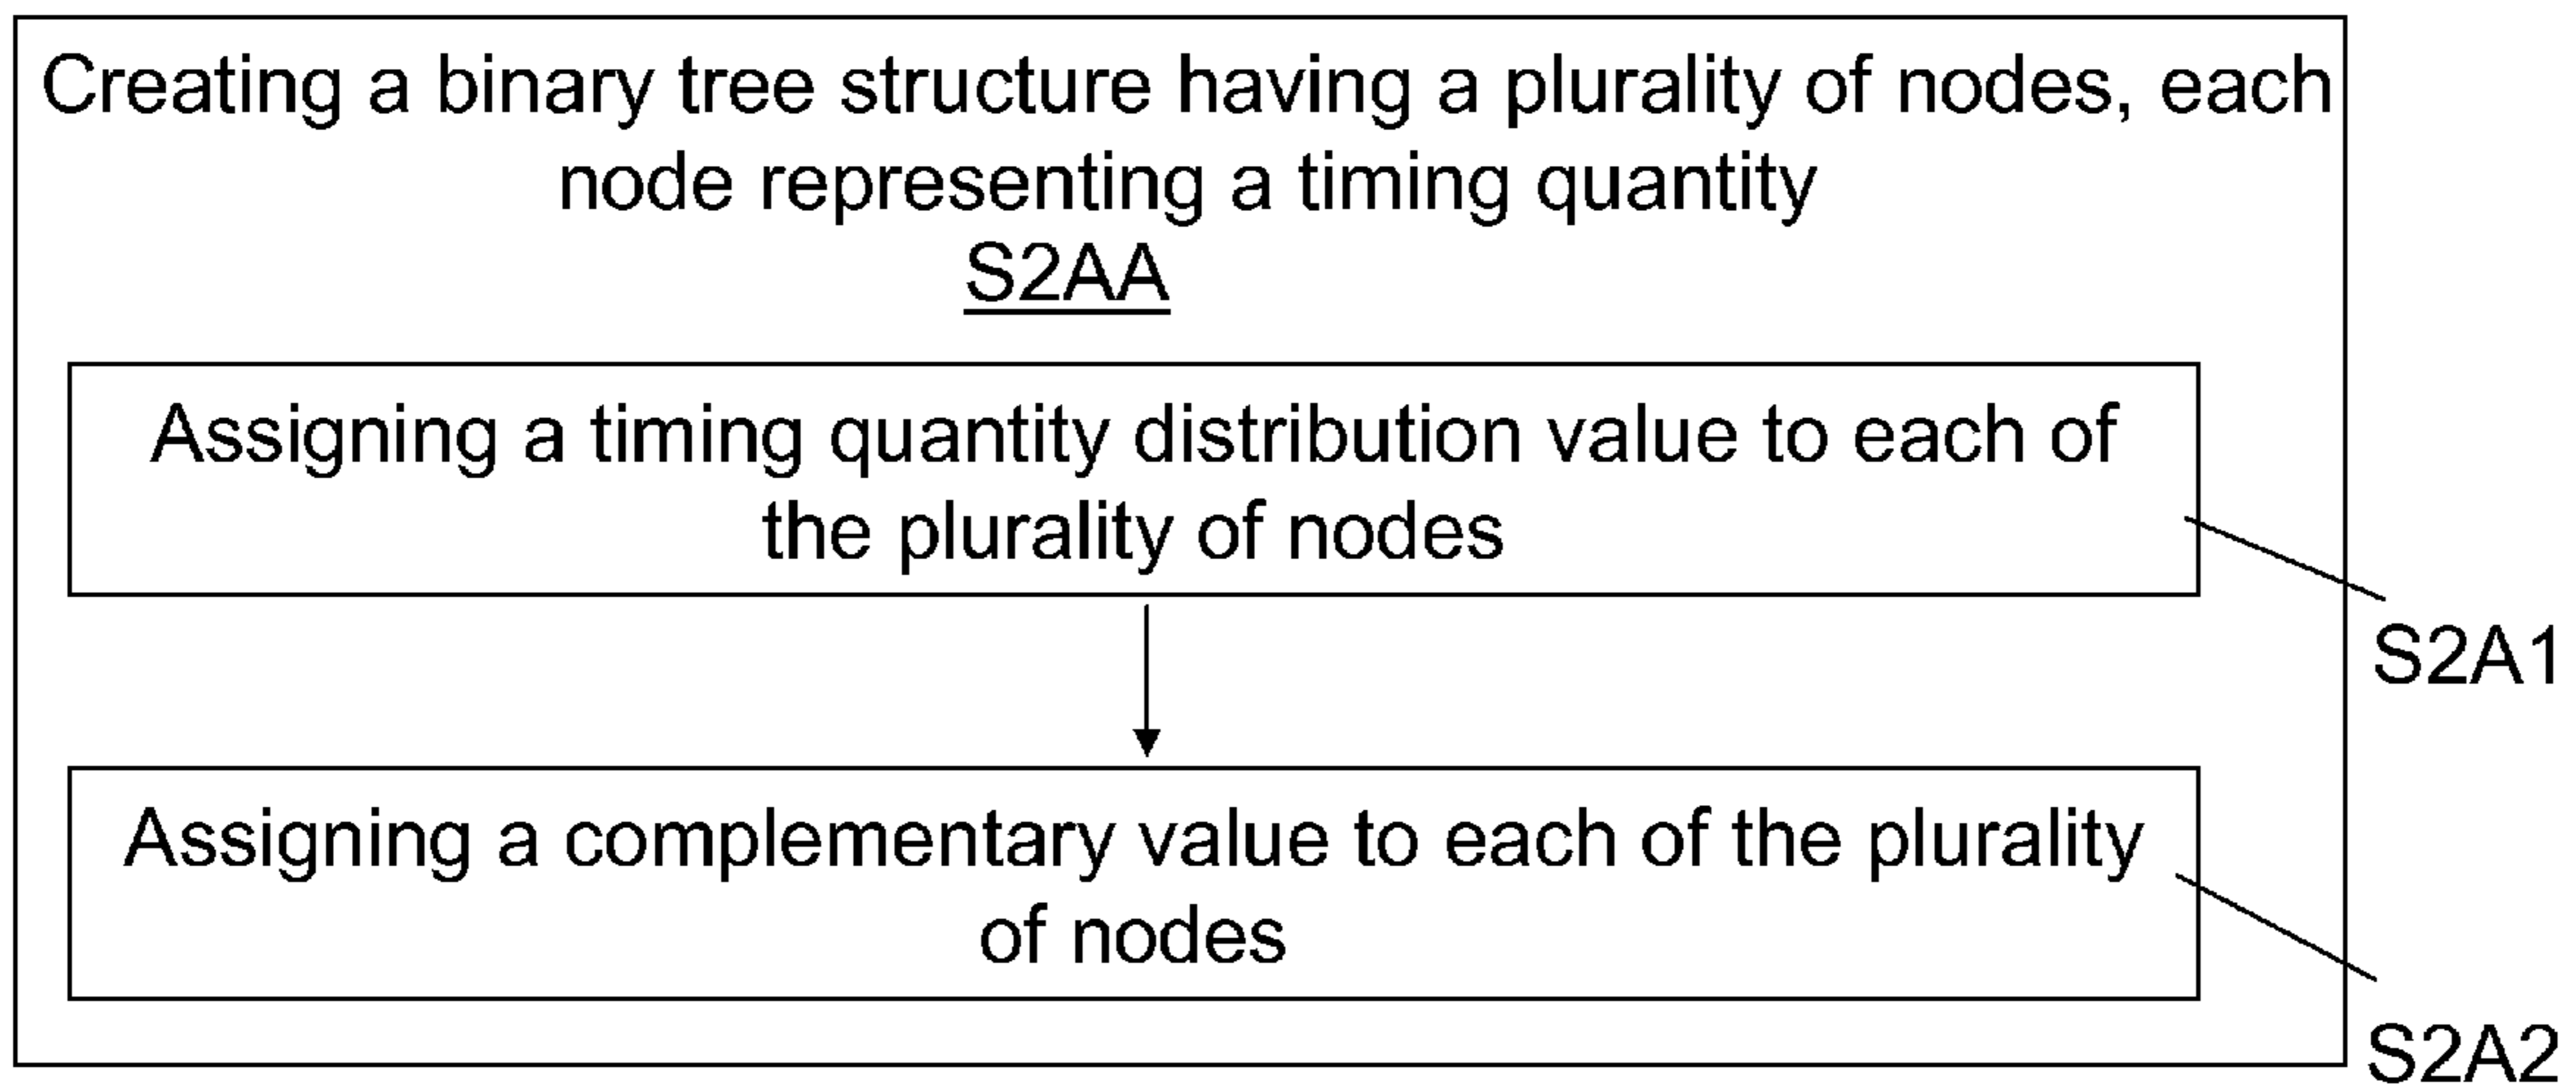 Creating a binary tree structure having a plurality of nodes, each
node representing a timing quantity
S2AA
Assigning a timing quantity distribution value to each of
the plurality of nodes
S2A1
Assigning a complementary value to each of the plurality
of nodes
S2A2